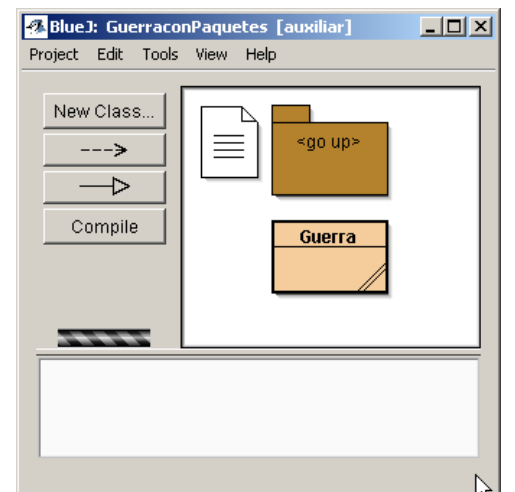 BlueJ: GuerraconPaquetes [auxiliar]
Project Edit Tools View Help
New Class...
Compile
<go up>
Guerra